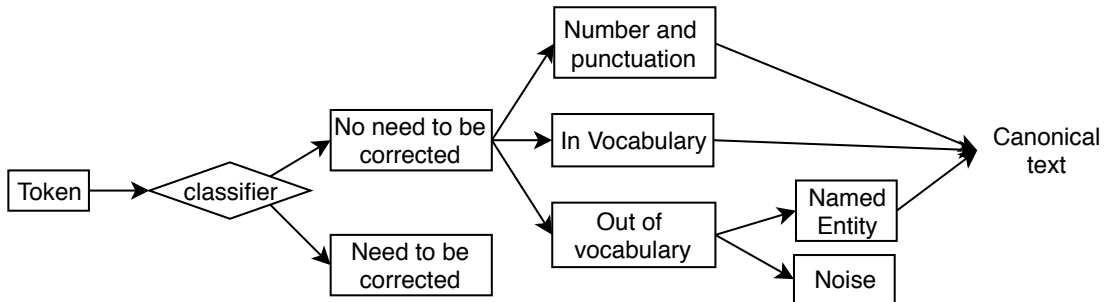 Token
classifier
No need to be
corrected
Need to be
corrected
Number and
punctuation
In Vocabulary
Out of
vocabulary
Named
Entity
Noise
Canonical
text